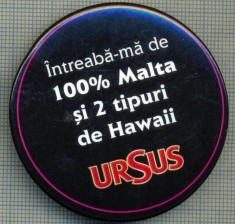 Întreabă-mă de
100% Malta
și 2 tipuri
de Hawaii
URSUS